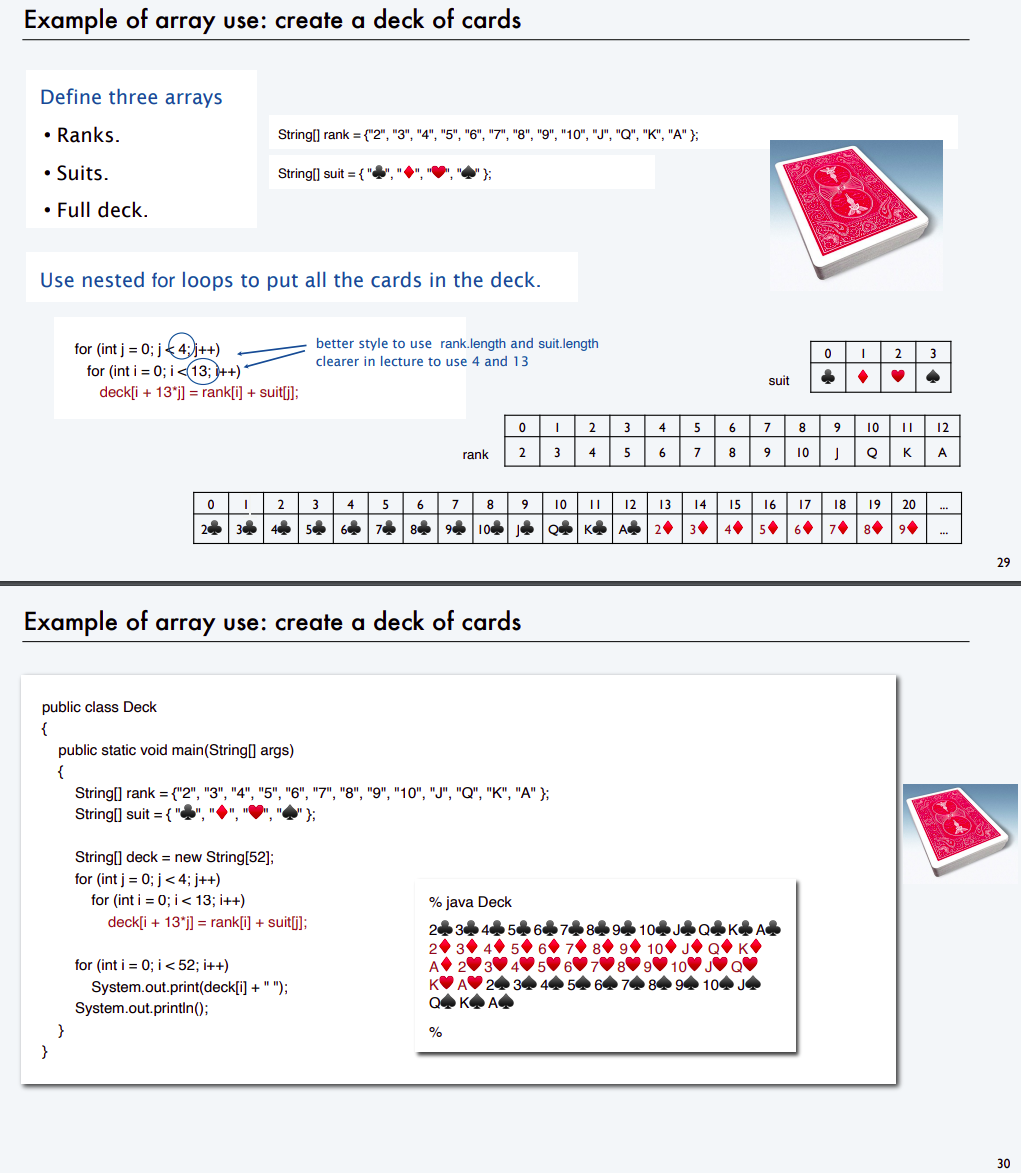 Example of array use: create a deck of cards
Define three arrays
• Ranks.
• Suits.
• Full deck.
String[] rank = {"2", "3", "4", "5", "6", "7", "8", "9", "10", "J", "Q", "K", "A" };
String[] suit = { "♣", "♦", "♥", "♠" };
Use nested for loops to put all the cards in the deck.
for (int j = 0; j < 4; j++)
for (int i = 0; i < 13; i++)
deck[i + 13*j] = rank[i] + suit[j];
better style to use rank.length and suit.length
clearer in lecture to use 4 and 13
0 1 2 3
suit ♣ ♦ ♥ ♠
0 1 2 3 4 5 6 7 8 9 10 11 12
rank 2 3 4 5 6 7 8 9 10 J Q K A
0 1 2 3 4 5 6 7 8 9 10 11 12 13 14 15 16 17 18 19 20 ...
2♣ 3♣ 4♣ 5♣ 6♣ 7♣ 8♣ 9♣ 10♣ J♣ Q♣ K♣ A♣ 2♦ 3♦ 4♦ 5♦ 6♦ 7♦ 8♦ 9♦ ...
29
Example of array use: create a deck of cards
public class Deck
{
public static void main(String[] args)
{
String[] rank = {"2", "3", "4", "5", "6", "7", "8", "9", "10", "J", "Q", "K", "A" };
String[] suit = { "♣", "♦", "♥", "♠" };
String[] deck = new String[52];
for (int j = 0; j < 4; j++)
for (int i = 0; i < 13; i++)
deck[i + 13*j] = rank[i] + suit[j];
for (int i = 0; i < 52; i++)
System.out.print(deck[i] + " ");
System.out.println();
}
}
% java Deck
2♣ 3♣ 4♣ 5♣ 6♣ 7♣ 8♣ 9♣ 10♣ J♣ Q♣ K♣ A♣
2♦ 3♦ 4♦ 5♦ 6♦ 7♦ 8♦ 9♦ 10♦ J♦ Q♦ K♦
A♦ 2♥ 3♥ 4♥ 5♥ 6♥ 7♥ 8♥ 9♥ 10♥ J♥ Q♥
K♥ A♥ 2♠ 3♠ 4♠ 5♠ 6♠ 7♠ 8♠ 9♠ 10♠ J♠
Q♠ K♠ A♠
%
30